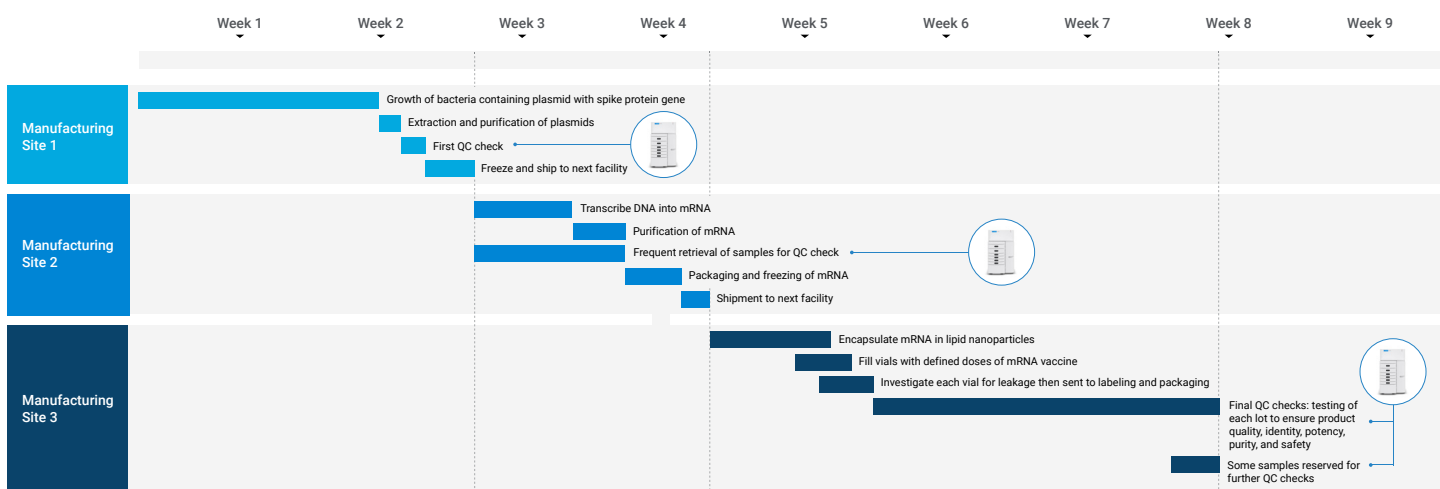 Week 1
Week 2
Week 3
Week 4
Week 5
Week 6
Week 7
Week 8
Week 9
Manufacturing
Site 1
Growth of bacteria containing plasmid with spike protein gene
Extraction and purification of plasmids
First QC check
Freeze and ship to next facility
Manufacturing
Site 2
Transcribe DNA into mRNA
Purification of mRNA
Frequent retrieval of samples for QC check
Packaging and freezing of mRNA
Shipment to next facility
Manufacturing
Site 3
Encapsulate mRNA in lipid nanoparticles
Fill vials with defined doses of mRNA vaccine
Investigate each vial for leakage then sent to labeling and packaging
Final QC checks: testing of
each lot to ensure product
quality, identity, potency,
purity, and safety
Some samples reserved for
further QC checks